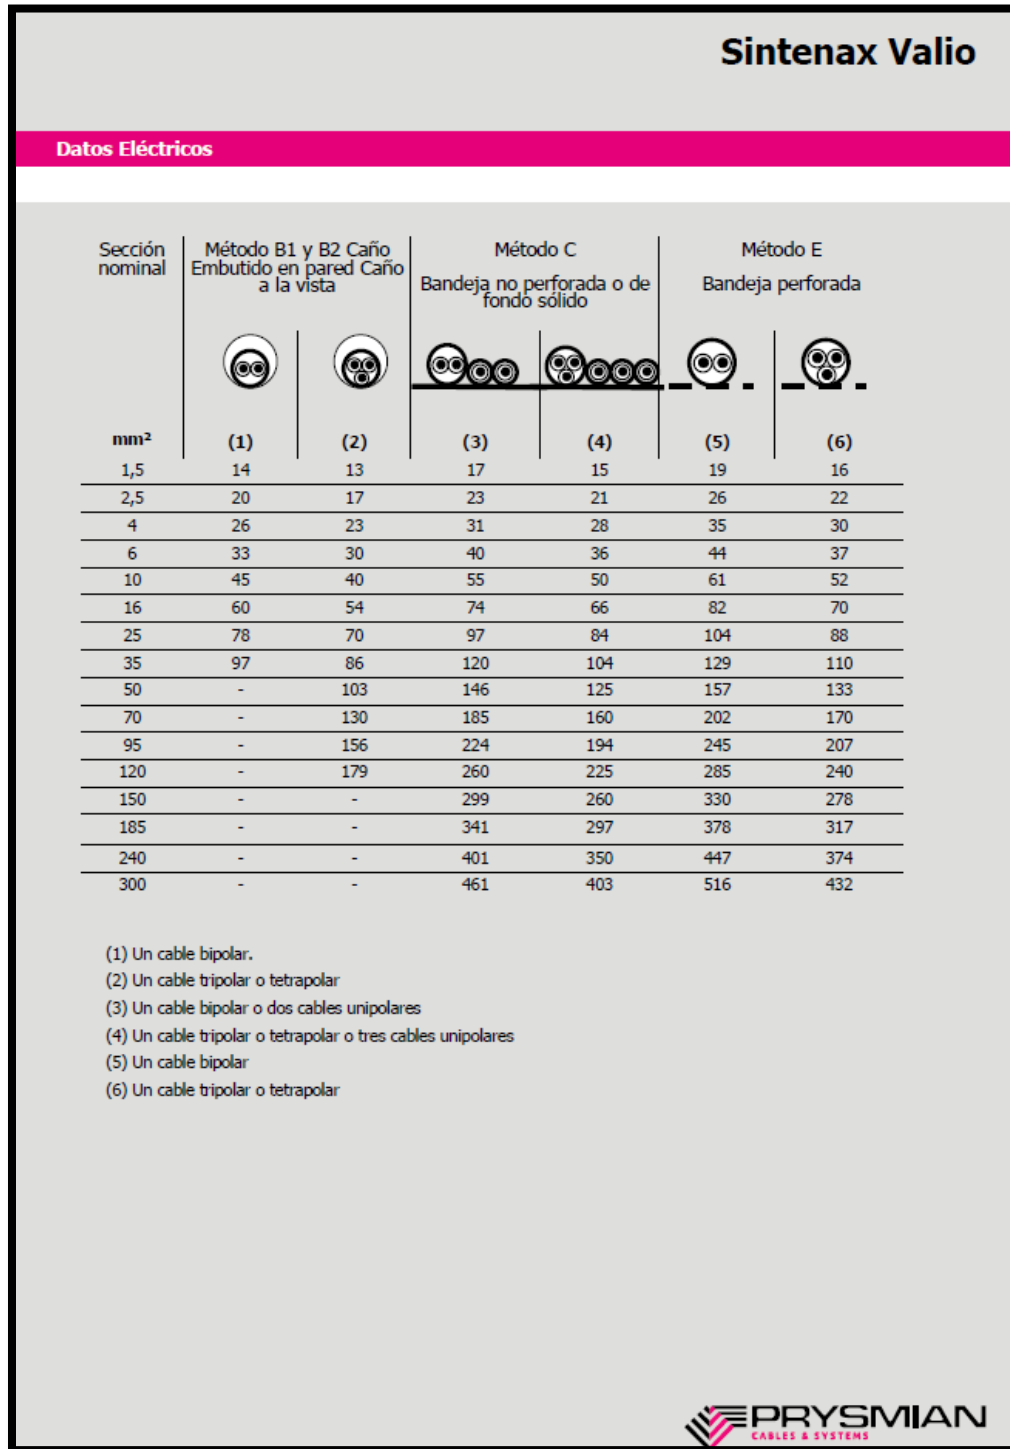 Sintenax Valio
Datos Eléctricos
Sección nominal
Método B1 y B2 Caño
Embutido en pared Caño
a la vista
Método C
Bandeja no perforada o de
fondo sólido
Método E
Bandeja perforada
mm² (1) (2) (3) (4) (5) (6)
1,5 14 13 17 15 19 16
2,5 20 17 23 21 26 22
4 26 23 31 28 35 30
6 33 30 40 36 44 37
10 45 40 55 50 61 52
16 60 54 74 66 82 70
25 78 70 97 84 104 88
35 97 86 120 104 129 110
50 - 103 146 125 157 133
70 - 130 185 160 202 170
95 - 156 224 194 245 207
120 - 179 260 225 285 240
150 - - 299 260 330 278
185 - - 341 297 378 317
240 - - 401 350 447 374
300 - - 461 403 516 432
(1) Un cable bipolar.
(2) Un cable tripolar o tetrapolar
(3) Un cable bipolar o dos cables unipolares
(4) Un cable tripolar o tetrapolar o tres cables unipolares
(5) Un cable bipolar
(6) Un cable tripolar o tetrapolar
PRYSMIAN
CABLES & SYSTEMS